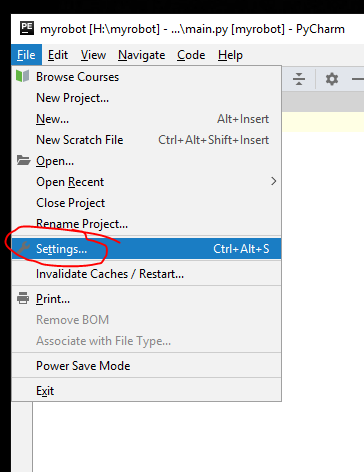 PE myrobot [H:\myrobot] - ...\main.py [myrobot] - PyCharm
File Edit View Navigate Code Help
Browse Courses
New Project...
New... Alt+Insert
New Scratch File Ctrl+Alt+Shift+Insert
Open...
Open Recent
Close Project
Rename Project...
Settings... Ctrl+Alt+S
Invalidate Caches / Restart...
Print...
Remove BOM
Associate with File Type...
Power Save Mode
Exit